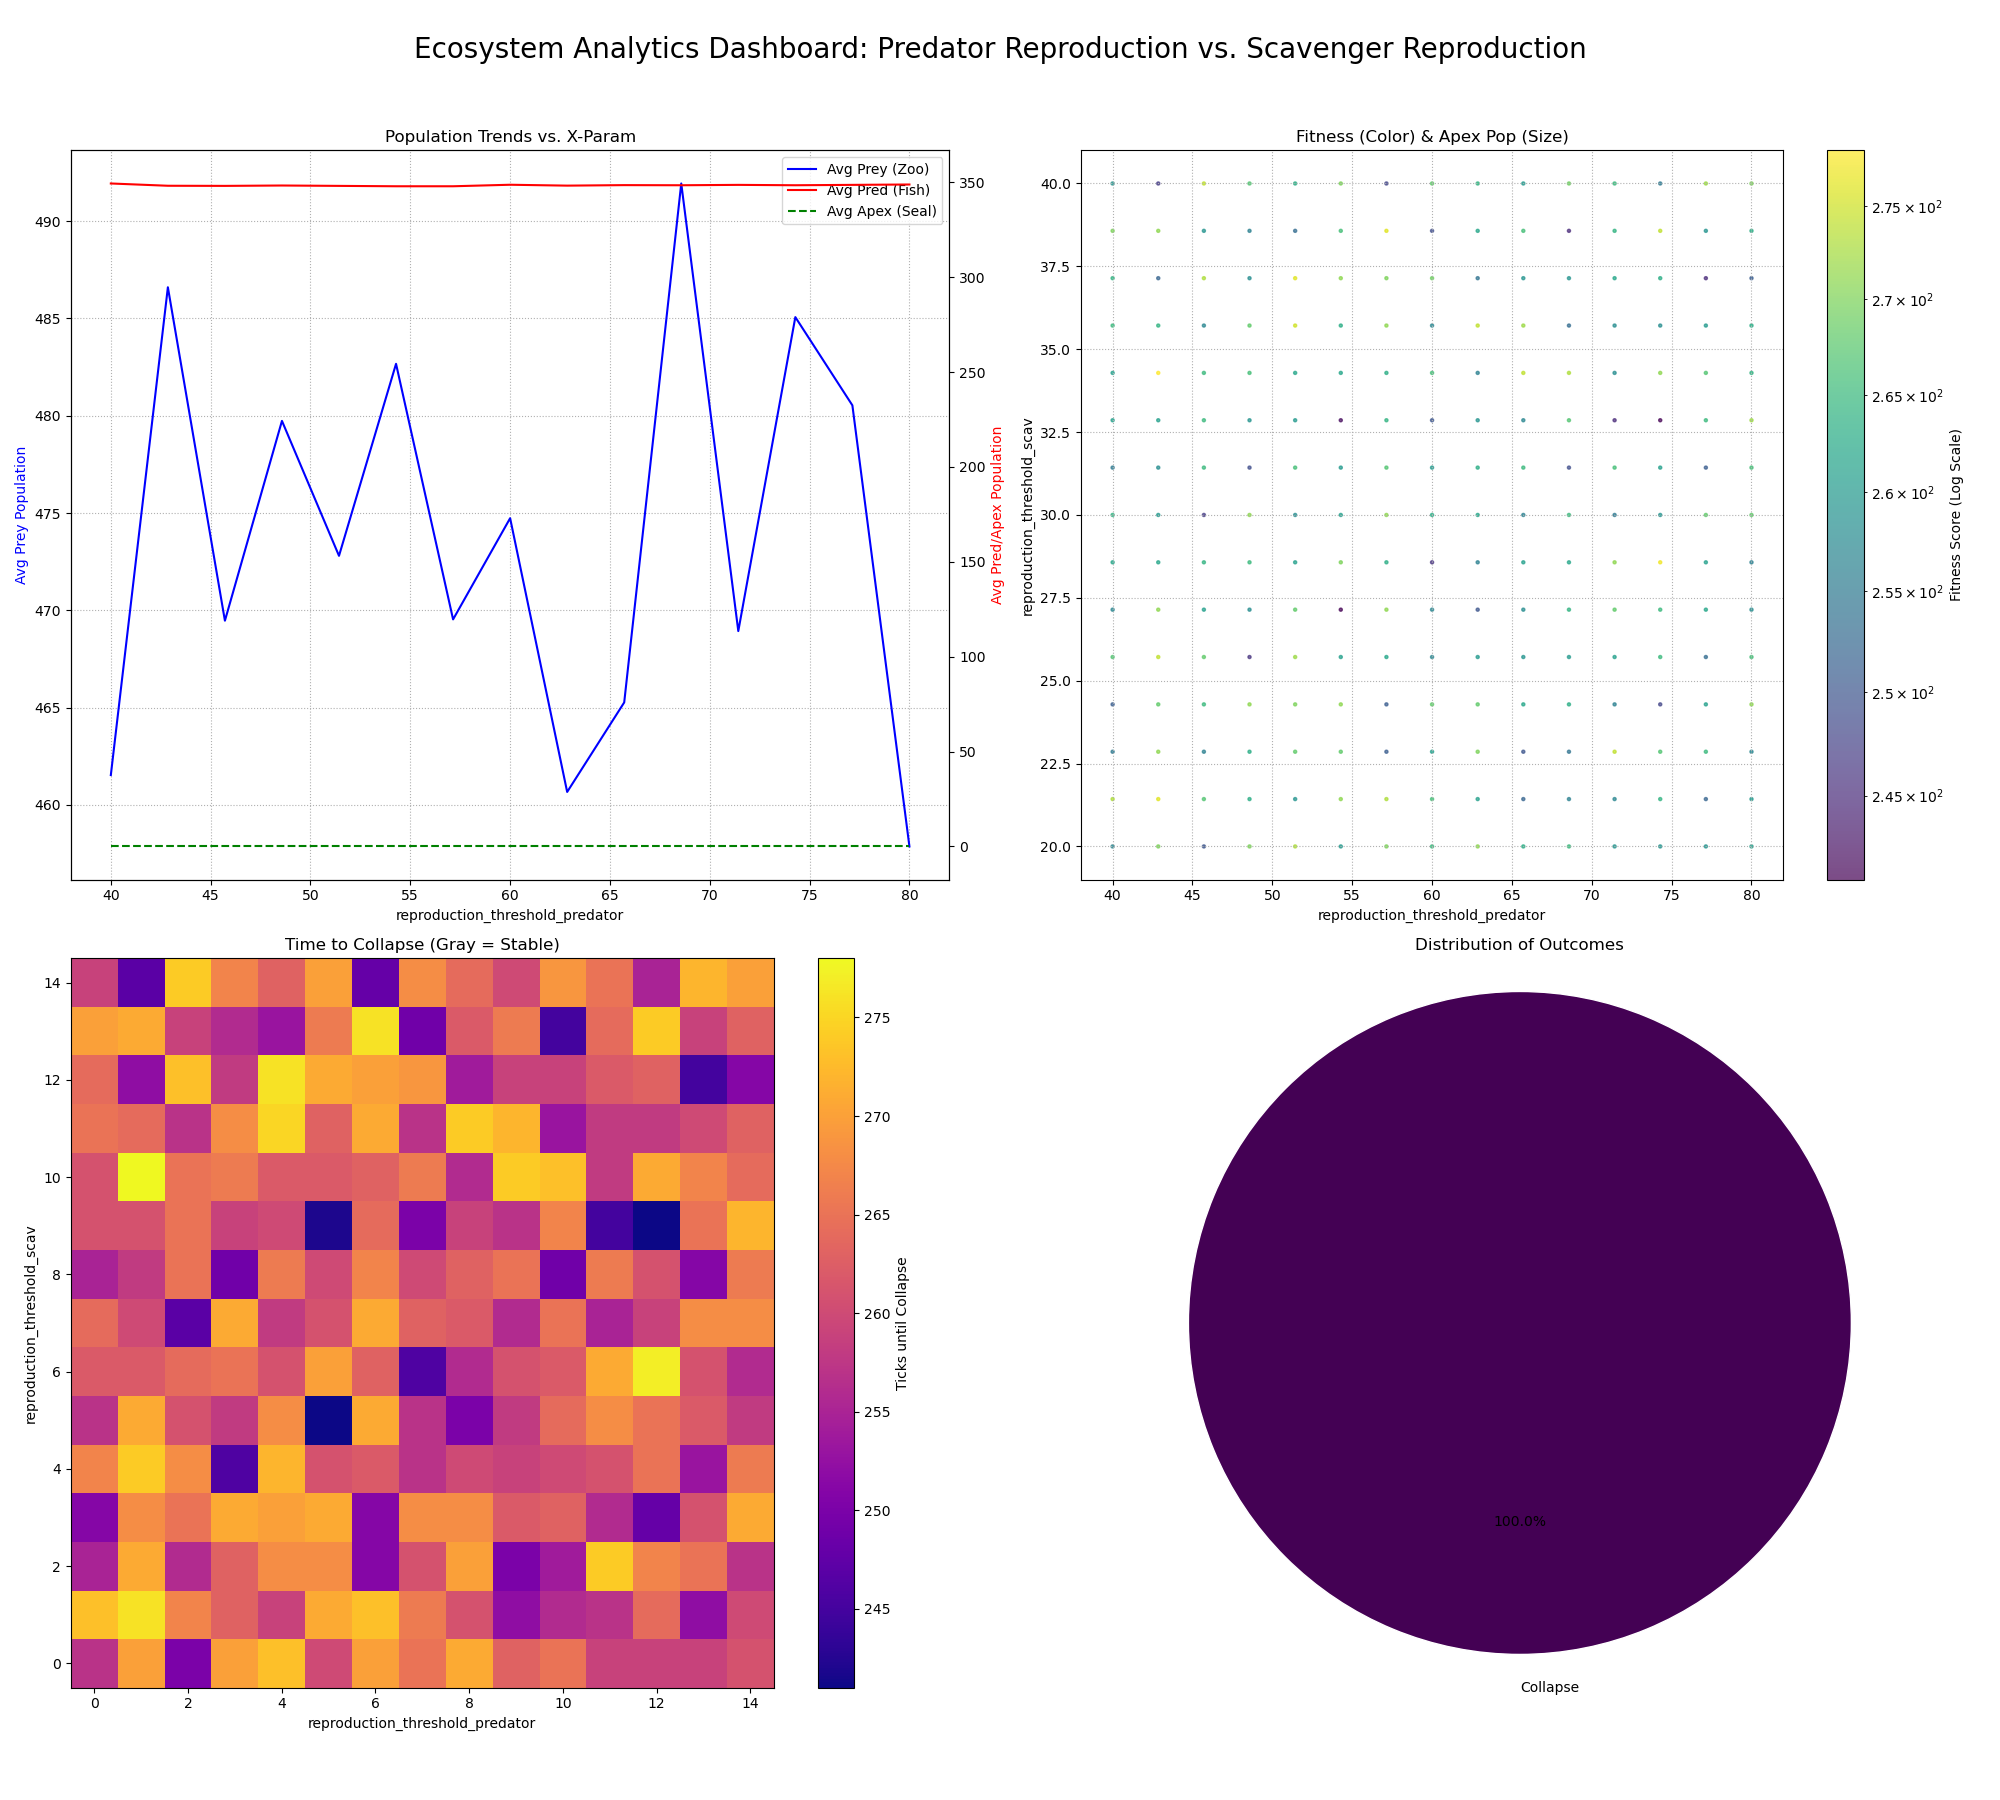 Ecosystem Analytics Dashboard: Predator Reproduction vs. Scavenger Reproduction
Population Trends vs. X-Param
Avg Prey (Zoo)
Avg Pred (Fish)
Avg Apex (Seal)
Avg Prey Population
490
485
480
475
470
465
460
350
300
250
200
150
100
50
0
Avg Pred/Apex Population
40 45 50 55 60 65 70 75 80
reproduction_threshold_predator
Fitness (Color) & Apex Pop (Size)
reproduction_threshold_scav
40.0
37.5
35.0
32.5
30.0
27.5
25.0
22.5
20.0
40 45 50 55 60 65 70 75 80
reproduction_threshold_predator
2.75 × 10²
2.7 × 10²
2.65 × 10²
2.6 × 10²
2.55 × 10²
2.5 × 10²
2.45 × 10²
Fitness Score (Log Scale)
Time to Collapse (Gray = Stable)
reproduction_threshold_scav
14
12
10
8
6
4
2
0
0 2 4 6 8 10 12 14
reproduction_threshold_predator
275
270
265
260
255
250
245
Ticks until Collapse
Distribution of Outcomes
100.0%
Collapse